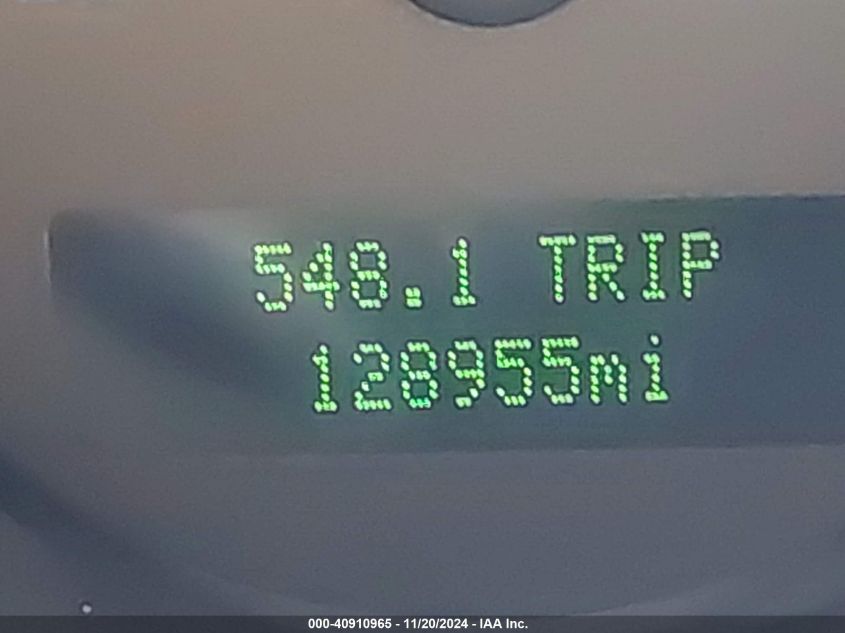 548.1 TRIP
128955mi
000-40910965 - 11/20/2024 - IAA Inc.